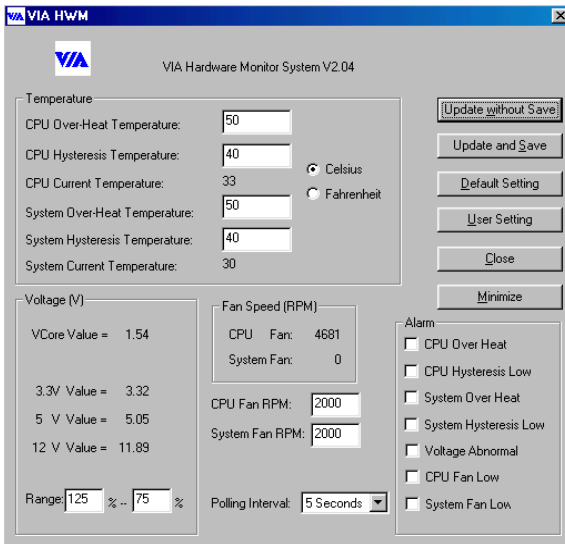 VIA VIA HWM
VIA
VIA Hardware Monitor System V2.04
Temperature
CPU Over-Heat Temperature: 50
CPU Hysteresis Temperature: 40
CPU Current Temperature: 33
System Over-Heat Temperature: 50
System Hysteresis Temperature: 40
System Current Temperature: 30
Celsius
Fahrenheit
Update without Save
Update and Save
Default Setting
User Setting
Close
Minimize
Voltage (V)
VCore Value = 1.54
3.3V Value = 3.32
5 V Value = 5.05
12 V Value = 11.89
Range: 125 % .. 75 %
Fan Speed (RPM)
CPU Fan: 4681
System Fan: 0
CPU Fan RPM: 2000
System Fan RPM: 2000
Polling Interval: 5 Seconds
Alarm
CPU Over Heat
CPU Hysteresis Low
System Over Heat
System Hysteresis Low
Voltage Abnormal
CPU Fan Low
System Fan Low